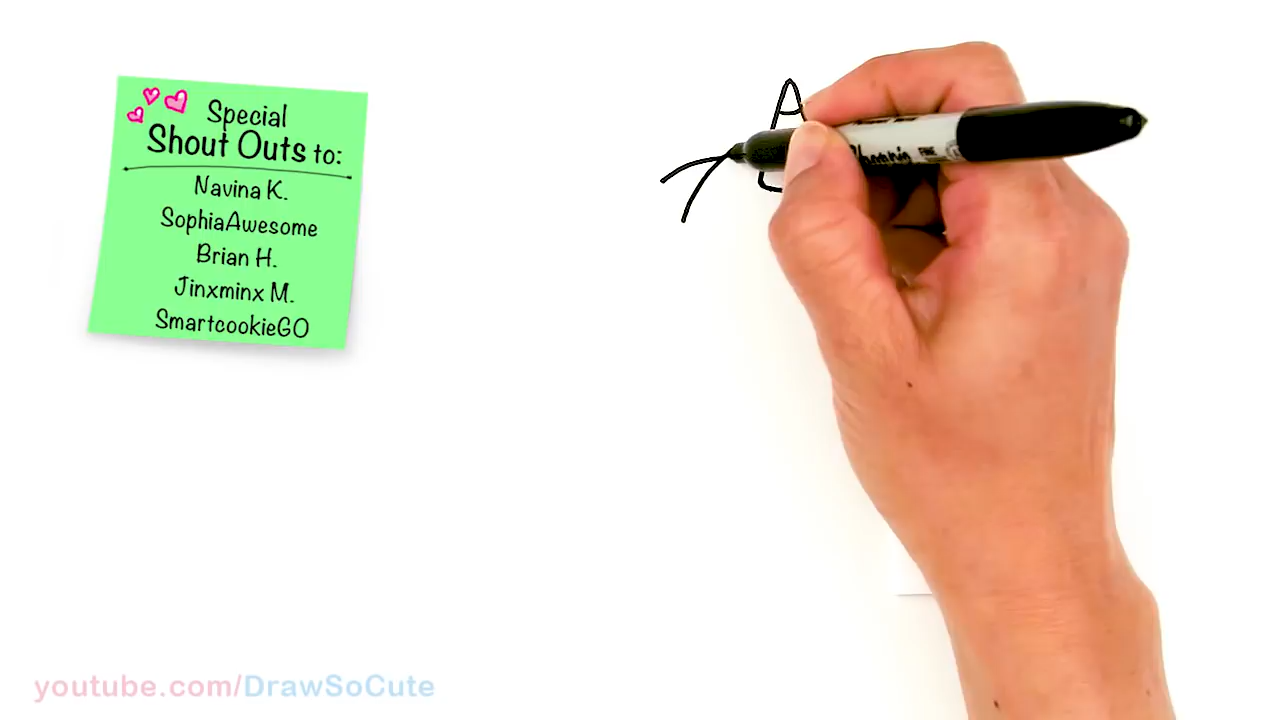 Special
Shout Outs to:
Navina K.
SophiaAwesome
Brian H.
Jinxminx M.
SmartcookieGO
youtube.com/DrawSoCute